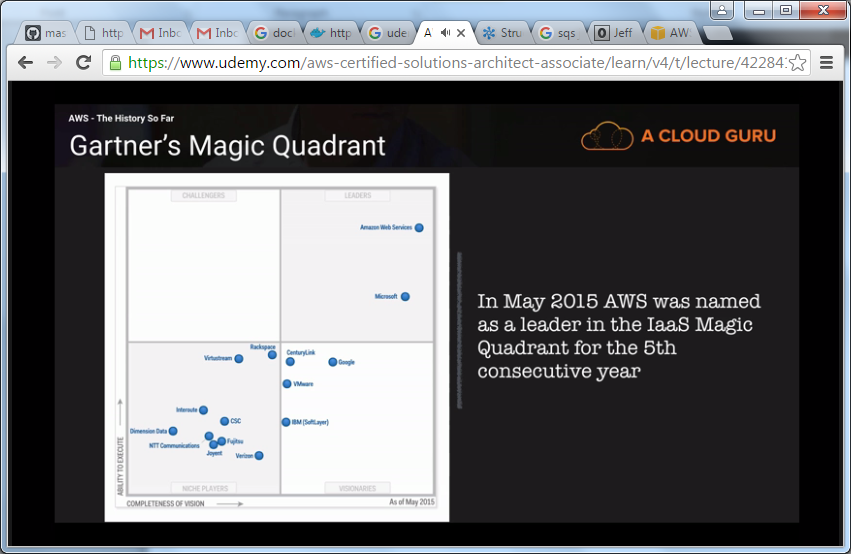 mas
http
Inbo
Inbo
dock
http
ude
A
Stru
sqs_
Jeff
AWS
https://www.udemy.com/aws-certified-solutions-architect-associate/learn/v4/t/lecture/42284
AWS - The History So Far
Gartner's Magic Quadrant
A CLOUD GURU
CHALLENGERS
LEADERS
Amazon Web Services
Microsoft
Rackspace
Virtustream
CenturyLink
Google
VMware
Interoute
CSC
IBM (SoftLayer)
Dimension Data
Fujitsu
NTT Communications
Joyent
Verizon
NICHE PLAYERS
VISIONARIES
ABILITY TO EXECUTE
COMPLETENESS OF VISION
As of May 2015
In May 2015 AWS was named
as a leader in the IaaS Magic
Quadrant for the 5th
consecutive year